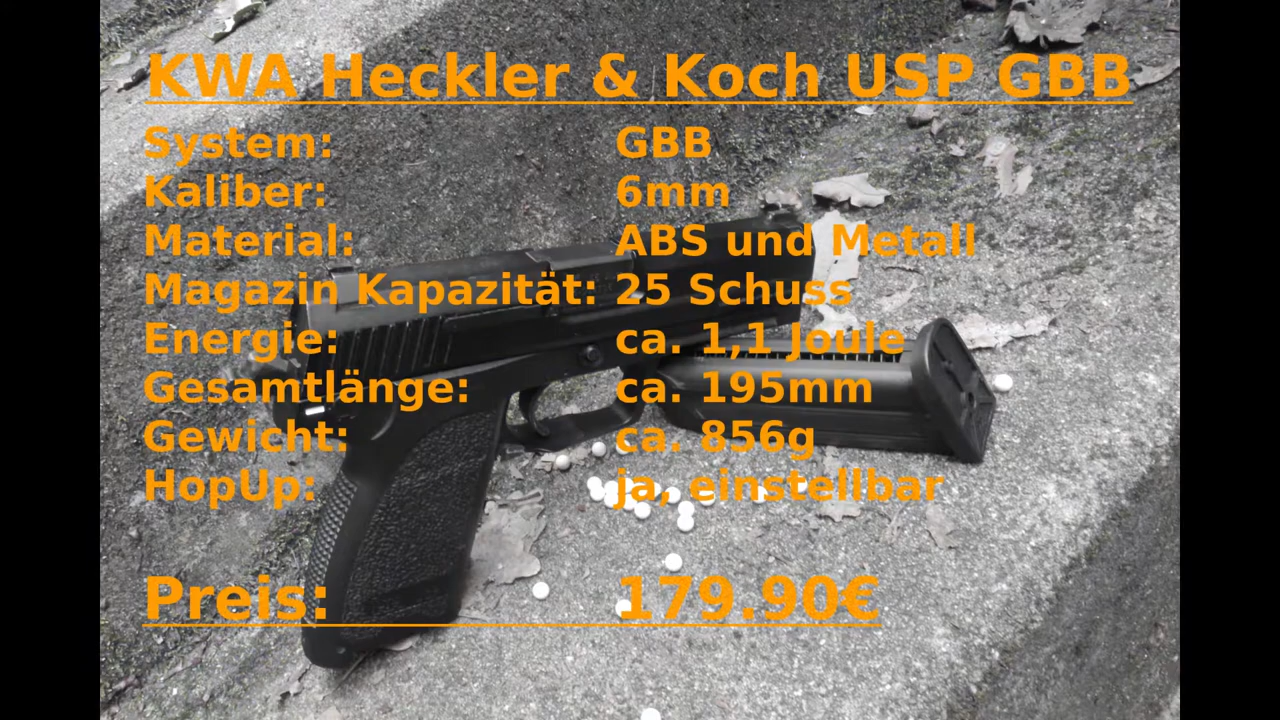 KWA Heckler & Koch USP GBB
System: GBB
Kaliber: 6mm
Material: ABS und Metall
Magazin Kapazität: 25 Schuss
Energie: ca. 1,1 Joule
Gesamtlänge: ca. 195mm
Gewicht: ca. 856g
HopUp: ja, einstellbar
Preis: 179.90€